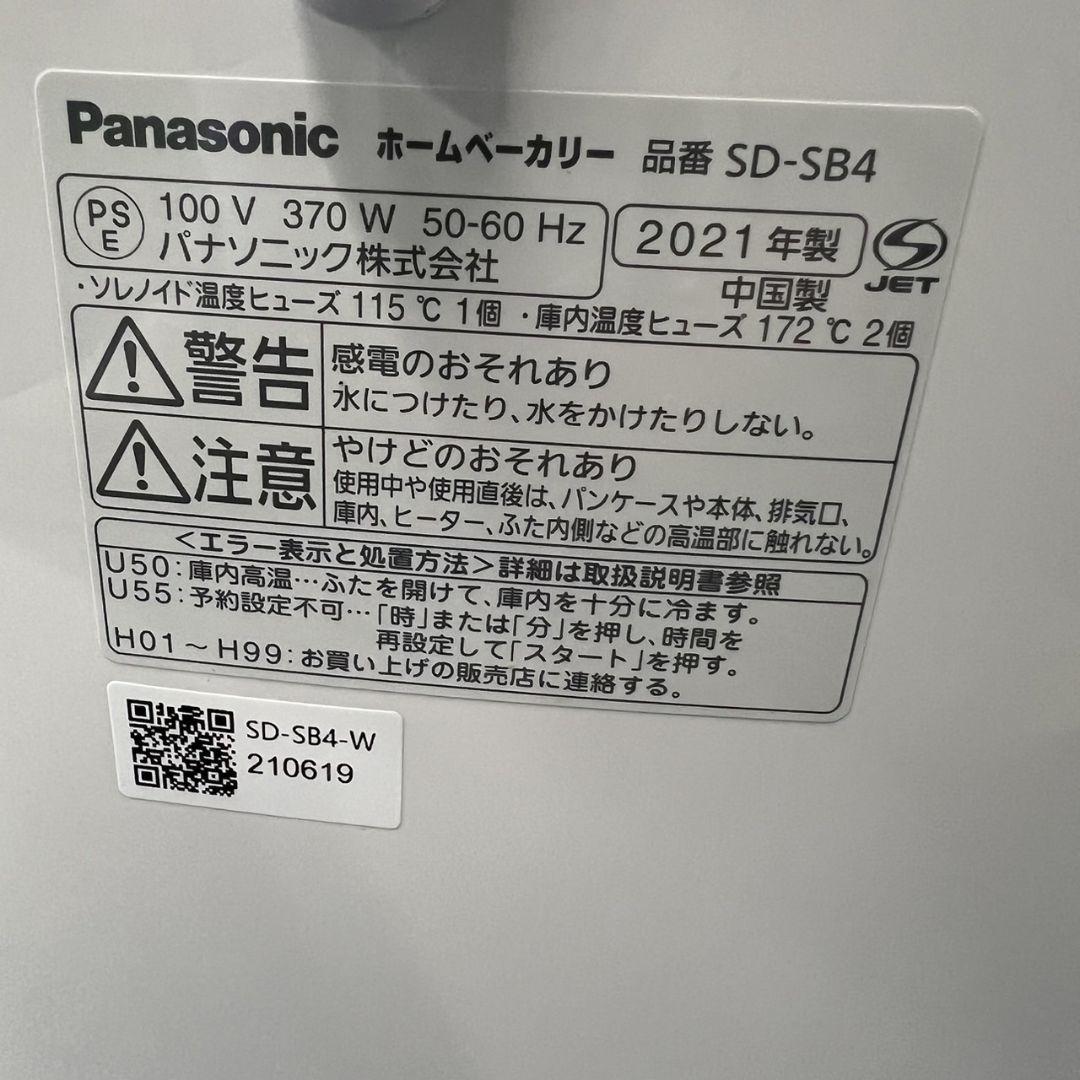 Panasonic ホームベーカリー 品番 SD-SB4
PS E
100 V 370 W 50-60 Hz
パナソニック株式会社
2021 年製
中国製
JET
・ソレノイド温度ヒューズ 115 ℃ 1個 ・庫内温度ヒューズ 172 ℃ 2個
警告
感電のおそれあり
水につけたり、水をかけたりしない。
注意
やけどのおそれあり
使用中や使用直後は、パンケースや本体、排気口、
庫内、ヒーター、ふた内側などの高温部に触れない。
<エラー表示と処置方法>詳細は取扱説明書参照
U50:庫内高温…ふたを開けて、庫内を十分に冷ます。
U55:予約設定不可…「時」または「分」を押し、時間を
再設定して「スタート」を押す。
H01～H99:お買い上げの販売店に連絡する。
SD-SB4-W
210619